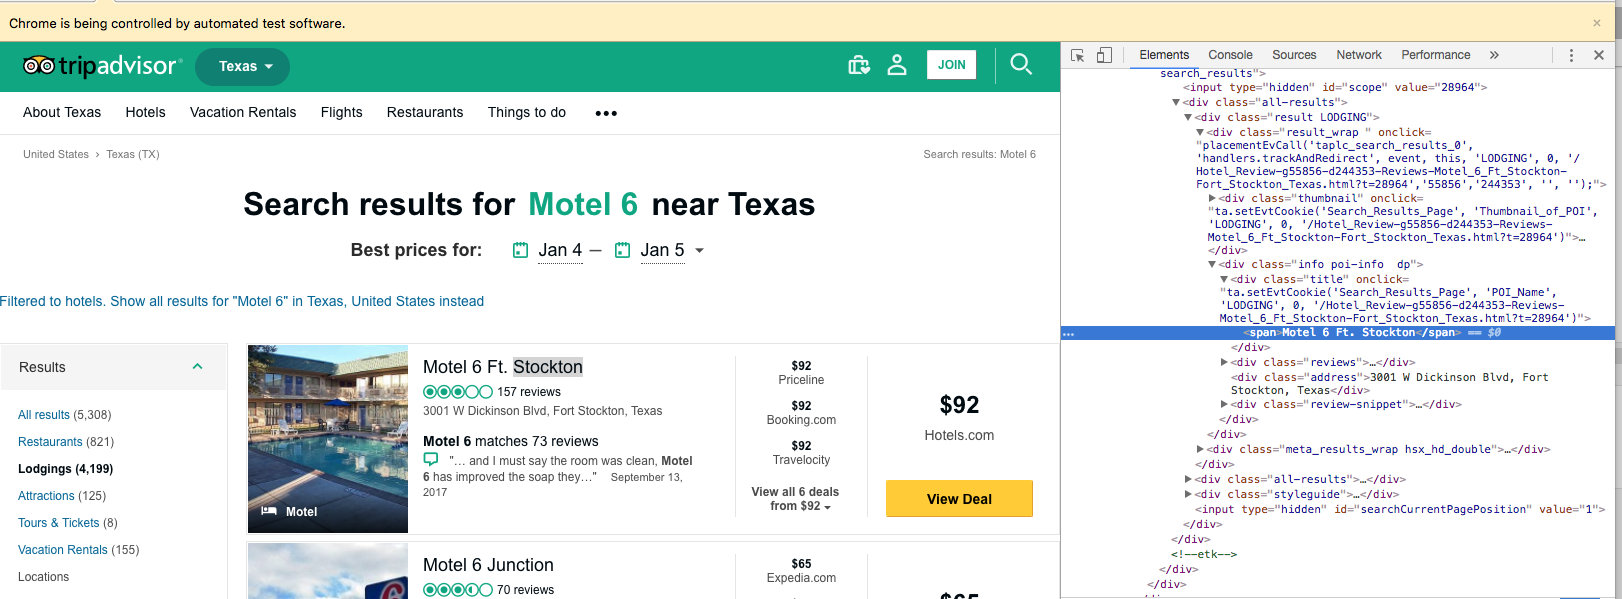 Chrome is being controlled by automated test software.
×
tripadvisor
Texas
JOIN
About Texas
Hotels
Vacation Rentals
Flights
Restaurants
Things to do
•••
United States › Texas (TX)
Search results: Motel 6
Search results for Motel 6 near Texas
Best prices for: Jan 4 — Jan 5
Filtered to hotels. Show all results for "Motel 6" in Texas, United States instead
Results
All results (5,308)
Restaurants (821)
Lodgings (4,199)
Attractions (125)
Tours & Tickets (8)
Vacation Rentals (155)
Locations
Motel
Motel 6 Ft. Stockton
157 reviews
3001 W Dickinson Blvd, Fort Stockton, Texas
Motel 6 matches 73 reviews
"… and I must say the room was clean, Motel
6 has improved the soap they…" September 13,
2017
$92
Priceline
$92
Booking.com
$92
Travelocity
View all 6 deals
from $92
$92
Hotels.com
View Deal
Motel 6 Junction
70 reviews
$65
Expedia.com
$65
Elements
Console
Sources
Network
Performance
»
search_results">
<input type="hidden" id="scope" value="28964">
▼<div class="all-results">
▼<div class="result LODGING">
▼<div class="result_wrap " onclick=
"placementEvCall('taplc_search_results_0',
'handlers.trackAndRedirect', event, this, 'LODGING', 0, '/
Hotel_Review-g55856-d244353-Reviews-Motel_6_Ft_Stockton-
Fort_Stockton_Texas.html?t=28964','55856','244353', '', '');">
▶<div class="thumbnail" onclick=
"ta.setEvtCookie('Search_Results_Page', 'Thumbnail_of_POI',
'LODGING', 0, '/Hotel_Review-g55856-d244353-Reviews-
Motel_6_Ft_Stockton-Fort_Stockton_Texas.html?t=28964')">…
</div>
▼<div class="info poi-info  dp">
▼<div class="title" onclick=
"ta.setEvtCookie('Search_Results_Page', 'POI_Name',
'LODGING', 0, '/Hotel_Review-g55856-d244353-Reviews-
Motel_6_Ft_Stockton-Fort_Stockton_Texas.html?t=28964')">
… <span>Motel 6 Ft. Stockton</span> == $0
</div>
▶<div class="reviews">…</div>
<div class="address">3001 W Dickinson Blvd, Fort
Stockton, Texas</div>
▶<div class="review-snippet">…</div>
</div>
</div>
▶<div class="meta_results_wrap hsx_hd_double">…</div>
</div>
▶<div class="all-results">…</div>
▶<div class="styleguide">…</div>
<input type="hidden" id="searchCurrentPagePosition" value="1">
</div>
</div>
<!--etk-->
</div>
</div>